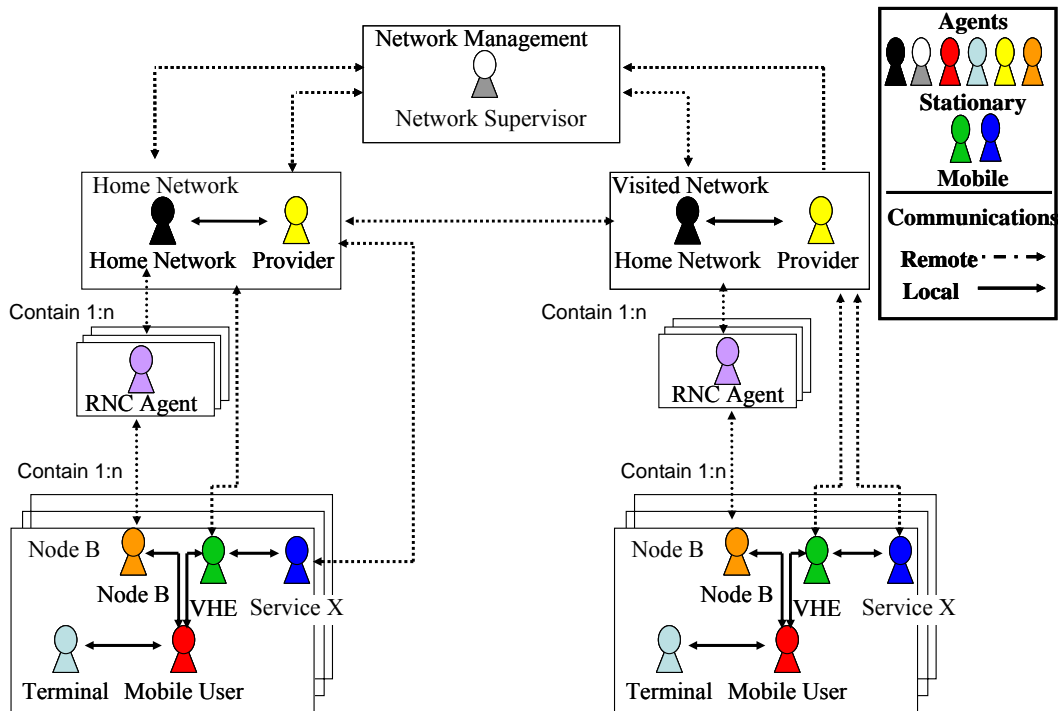 Network Management
Network Supervisor
Agents
Stationary
Mobile
Communications
Remote
Local
Home Network
Home Network Provider
Visited Network
Home Network Provider
Contain 1:n
RNC Agent
Contain 1:n
RNC Agent
Contain 1:n
Node B
Node B
VHE
Service X
Terminal
Mobile User
Contain 1:n
Node B
Node B
VHE
Service X
Terminal
Mobile User